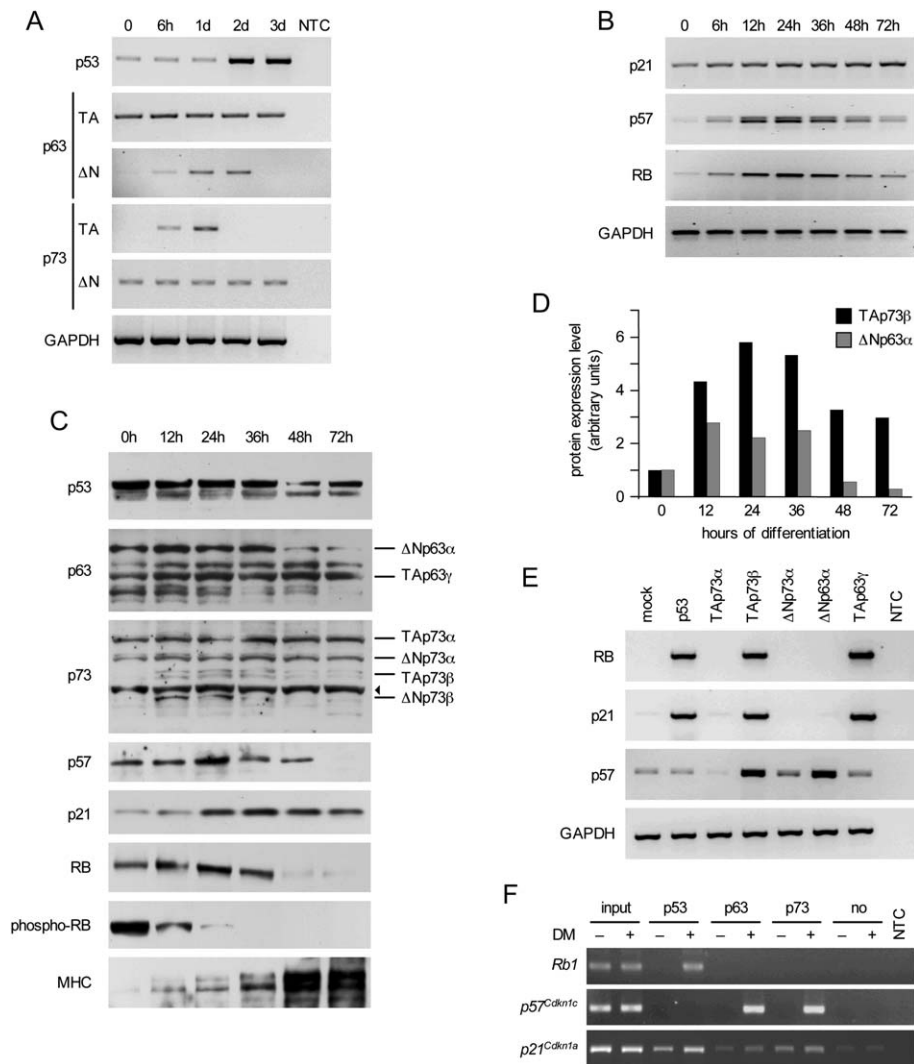 A
0 6h 1d 2d 3d NTC
p53
p63
TA
ΔN
p73
TA
ΔN
GAPDH
B
0 6h 12h 24h 36h 48h 72h
p21
p57
RB
GAPDH
C
0h 12h 24h 36h 48h 72h
p53
p63
ΔNp63α
TAp63γ
p73
TAp73α
ΔNp73α
TAp73β
ΔNp73β
p57
p21
RB
phospho-RB
MHC
D
TAp73β
ΔNp63α
protein expression level
(arbitrary units)
6
4
2
0
0 12 24 36 48 72
hours of differentiation
E
mock p53 TAp73α TAp73β ΔNp73α ΔNp63α TAp63γ NTC
RB
p21
p57
GAPDH
F
input p53 p63 p73 no NTC
DM – + – + – + – + – +
Rb1
p57Cdkn1c
p21Cdkn1a